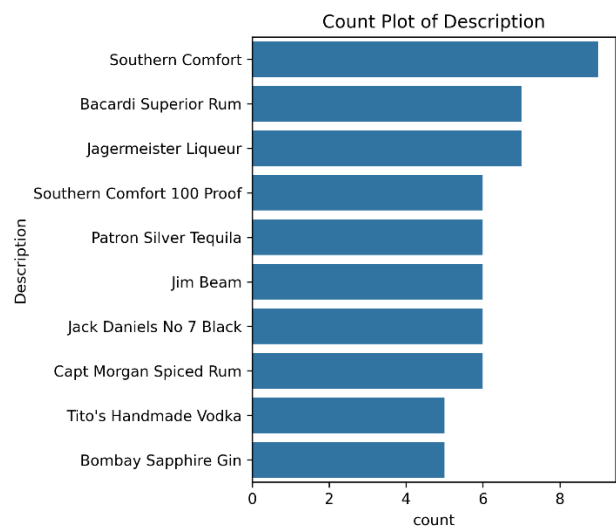 Count Plot of Description
Southern Comfort
Bacardi Superior Rum
Jagermeister Liqueur
Southern Comfort 100 Proof
Patron Silver Tequila
Jim Beam
Jack Daniels No 7 Black
Capt Morgan Spiced Rum
Tito's Handmade Vodka
Bombay Sapphire Gin
Description
0 2 4 6 8
count